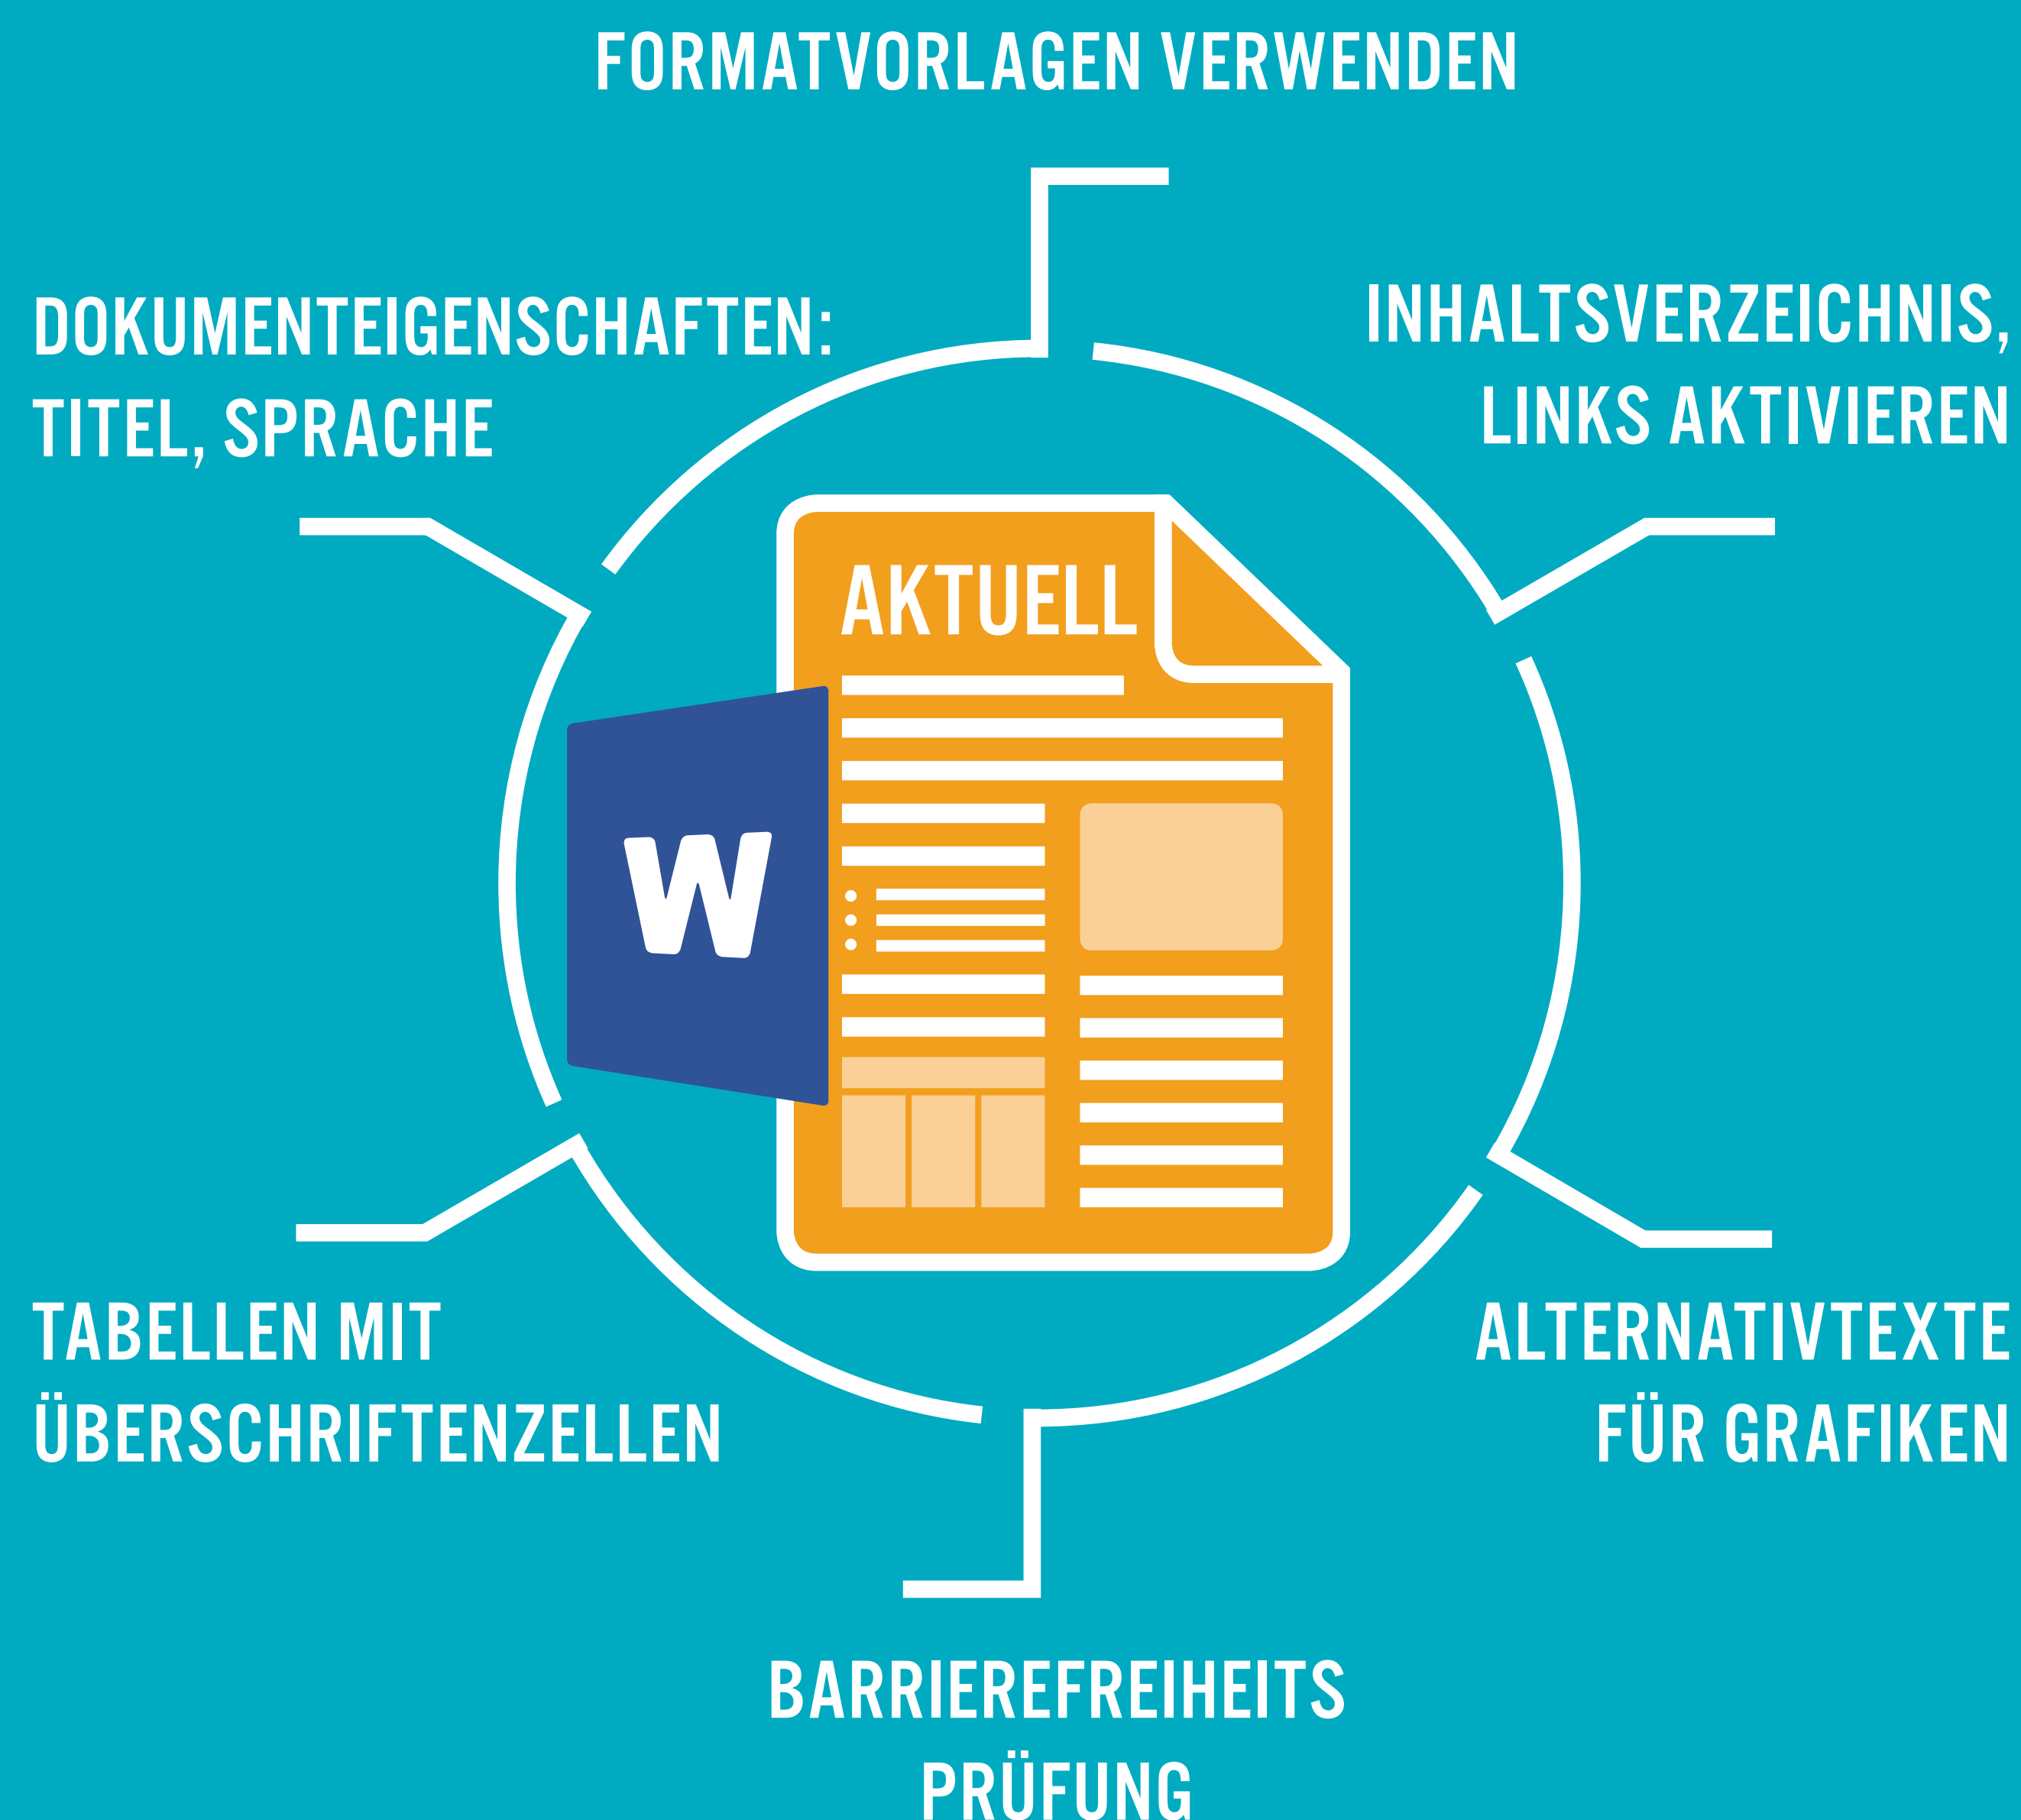 FORMATVORLAGEN VERWENDEN
DOKUMENTEIGENSCHAFTEN:
TITEL, SPRACHE
INHALTSVERZEICHNIS,
LINKS AKTIVIEREN
AKTUELL
W
TABELLEN MIT
ÜBERSCHRIFTENZELLEN
ALTERNATIVTEXTE
FÜR GRAFIKEN
BARRIEREFREIHEITS
PRÜFUNG